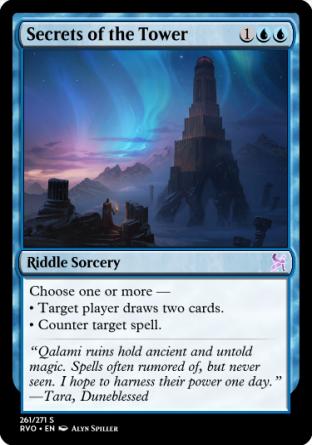 Secrets of the Tower 1
Riddle Sorcery
Choose one or more —
• Target player draws two cards.
• Counter target spell.
“Qalami ruins hold ancient and untold
magic. Spells often rumored of, but never
seen. I hope to harness their power one day.”
—Tara, Duneblessed
261/271 S
RVO • EN Alyn Spiller